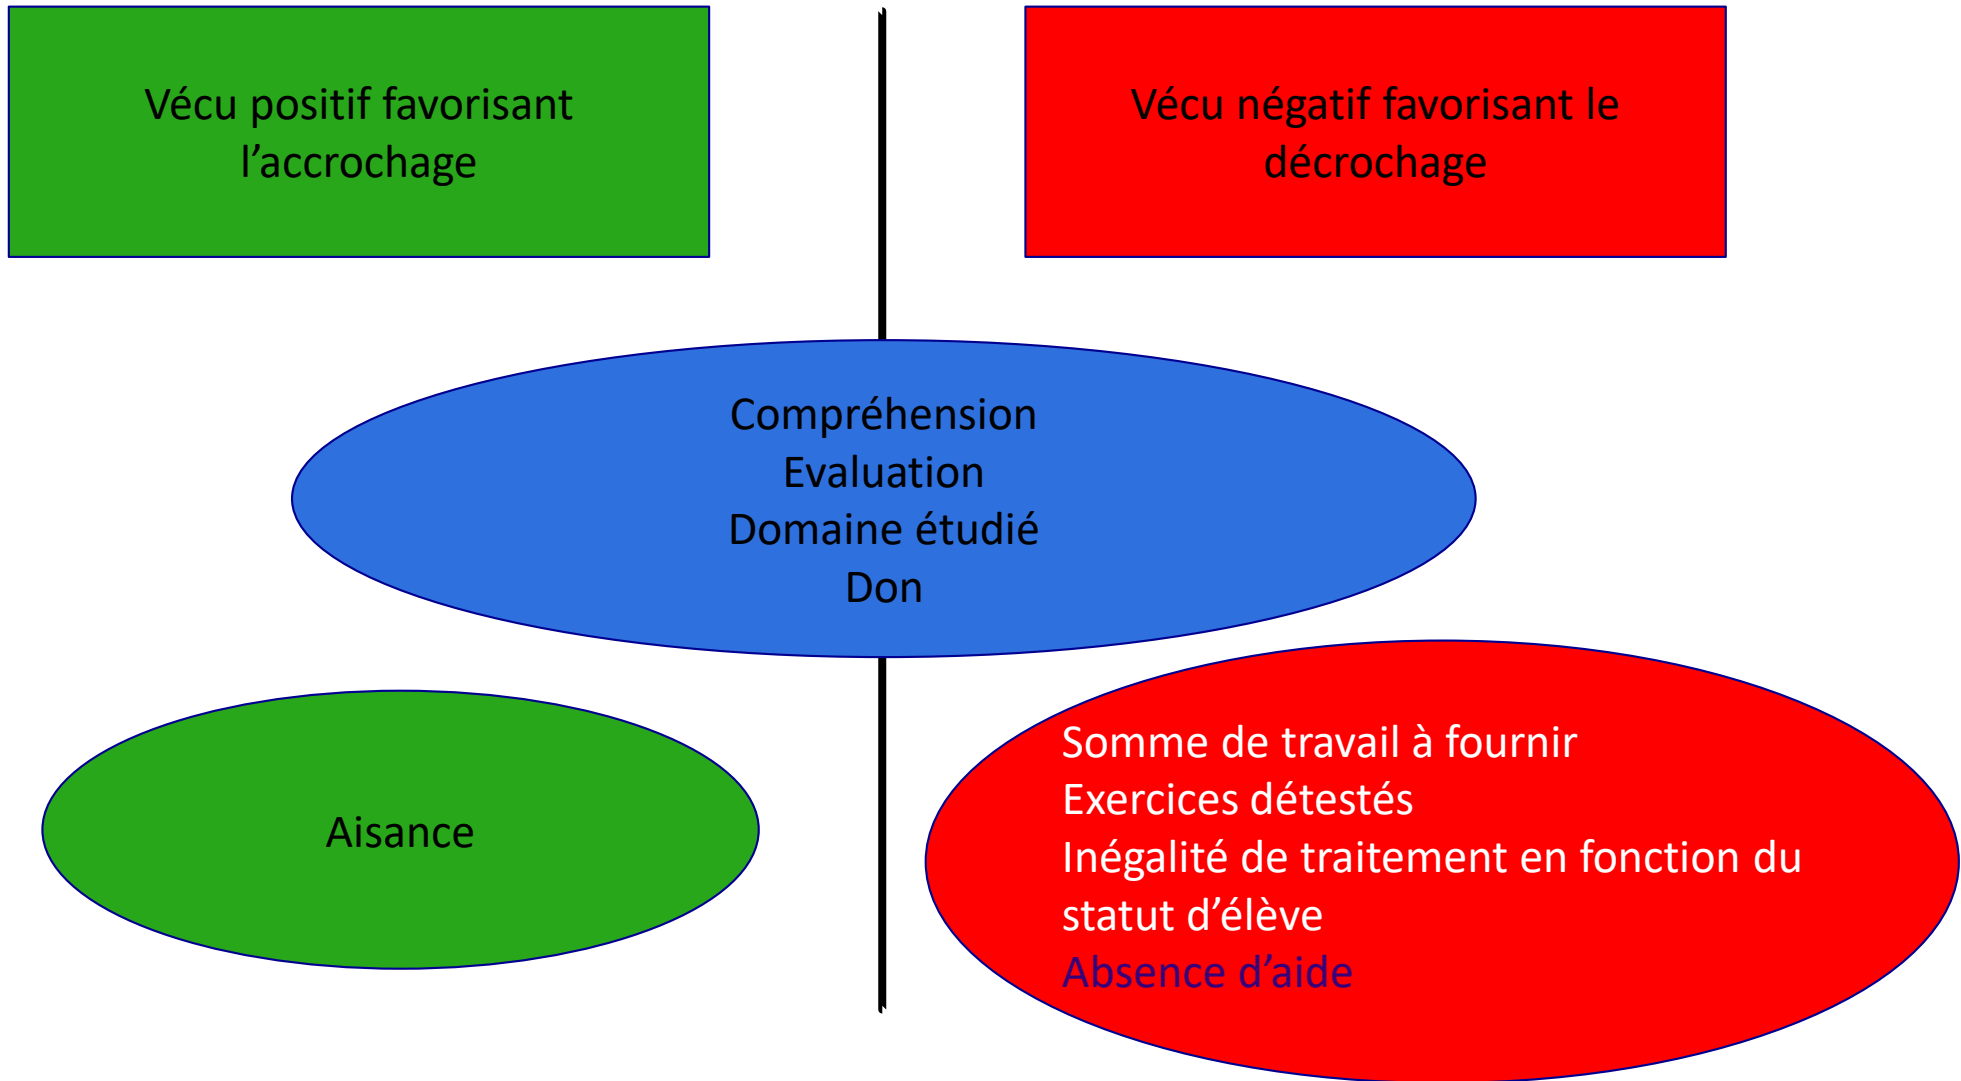 Vécu positif favorisant
l’accrochage
Vécu négatif favorisant le
décrochage
Compréhension
Evaluation
Domaine étudié
Don
Aisance
Somme de travail à fournir
Exercices détestés
Inégalité de traitement en fonction du
statut d’élève
Absence d’aide